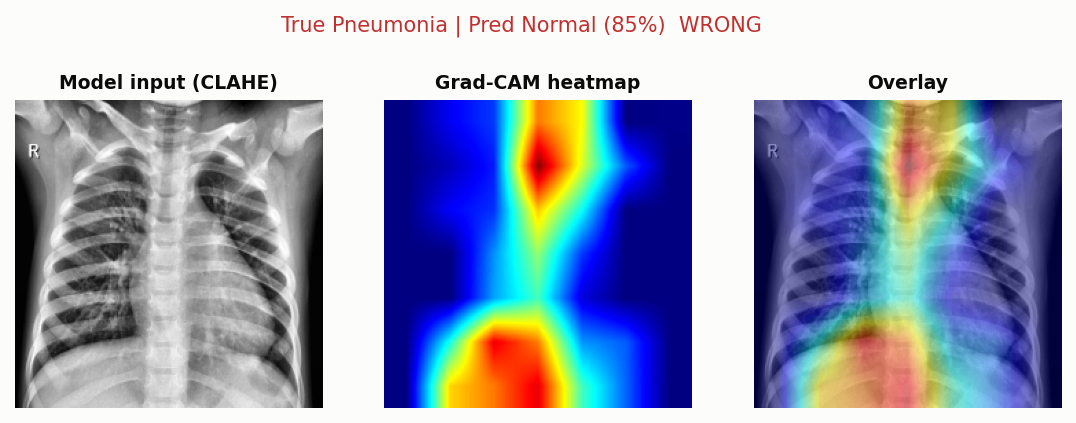 True Pneumonia | Pred Normal (85%)  WRONG
Model input (CLAHE)
Grad-CAM heatmap
Overlay
R
R